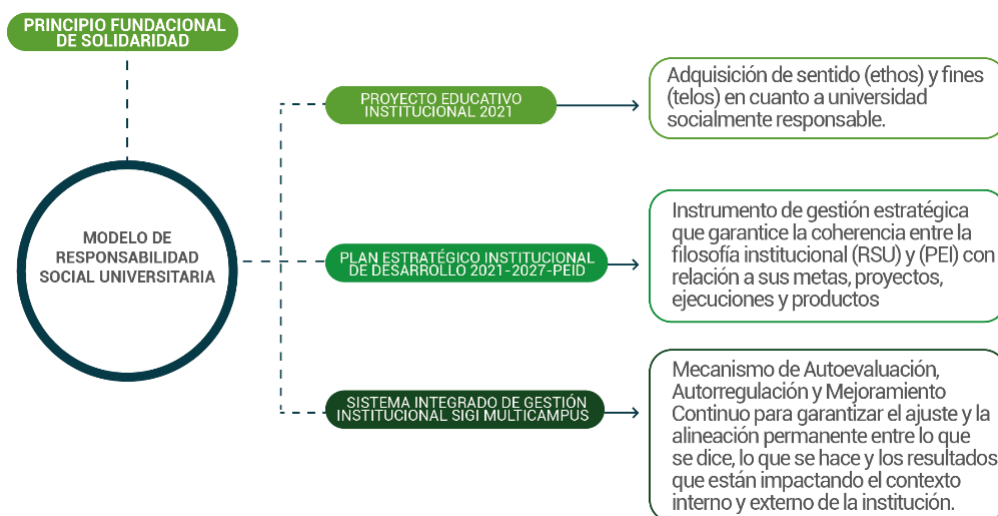 PRINCIPIO FUNDACIONAL
DE SOLIDARIDAD
MODELO DE
RESPONSABILIDAD
SOCIAL UNIVERSITARIA
PROYECTO EDUCATIVO
INSTITUCIONAL 2021
Adquisición de sentido (ethos) y fines
(telos) en cuanto a universidad
socialmente responsable.
PLAN ESTRATÉGICO INSTITUCIONAL
DE DESARROLLO 2021-2027-PEID
Instrumento de gestión estratégica
que garantice la coherencia entre la
filosofía institucional (RSU) y (PEI) con
relación a sus metas, proyectos,
ejecuciones y productos
SISTEMA INTEGRADO DE GESTIÓN
INSTITUCIONAL SIGI MULTICAMPUS
Mecanismo de Autoevaluación,
Autorregulación y Mejoramiento
Continuo para garantizar el ajuste y la
alineación permanente entre lo que
se dice, lo que se hace y los resultados
que están impactando el contexto
interno y externo de la institución.